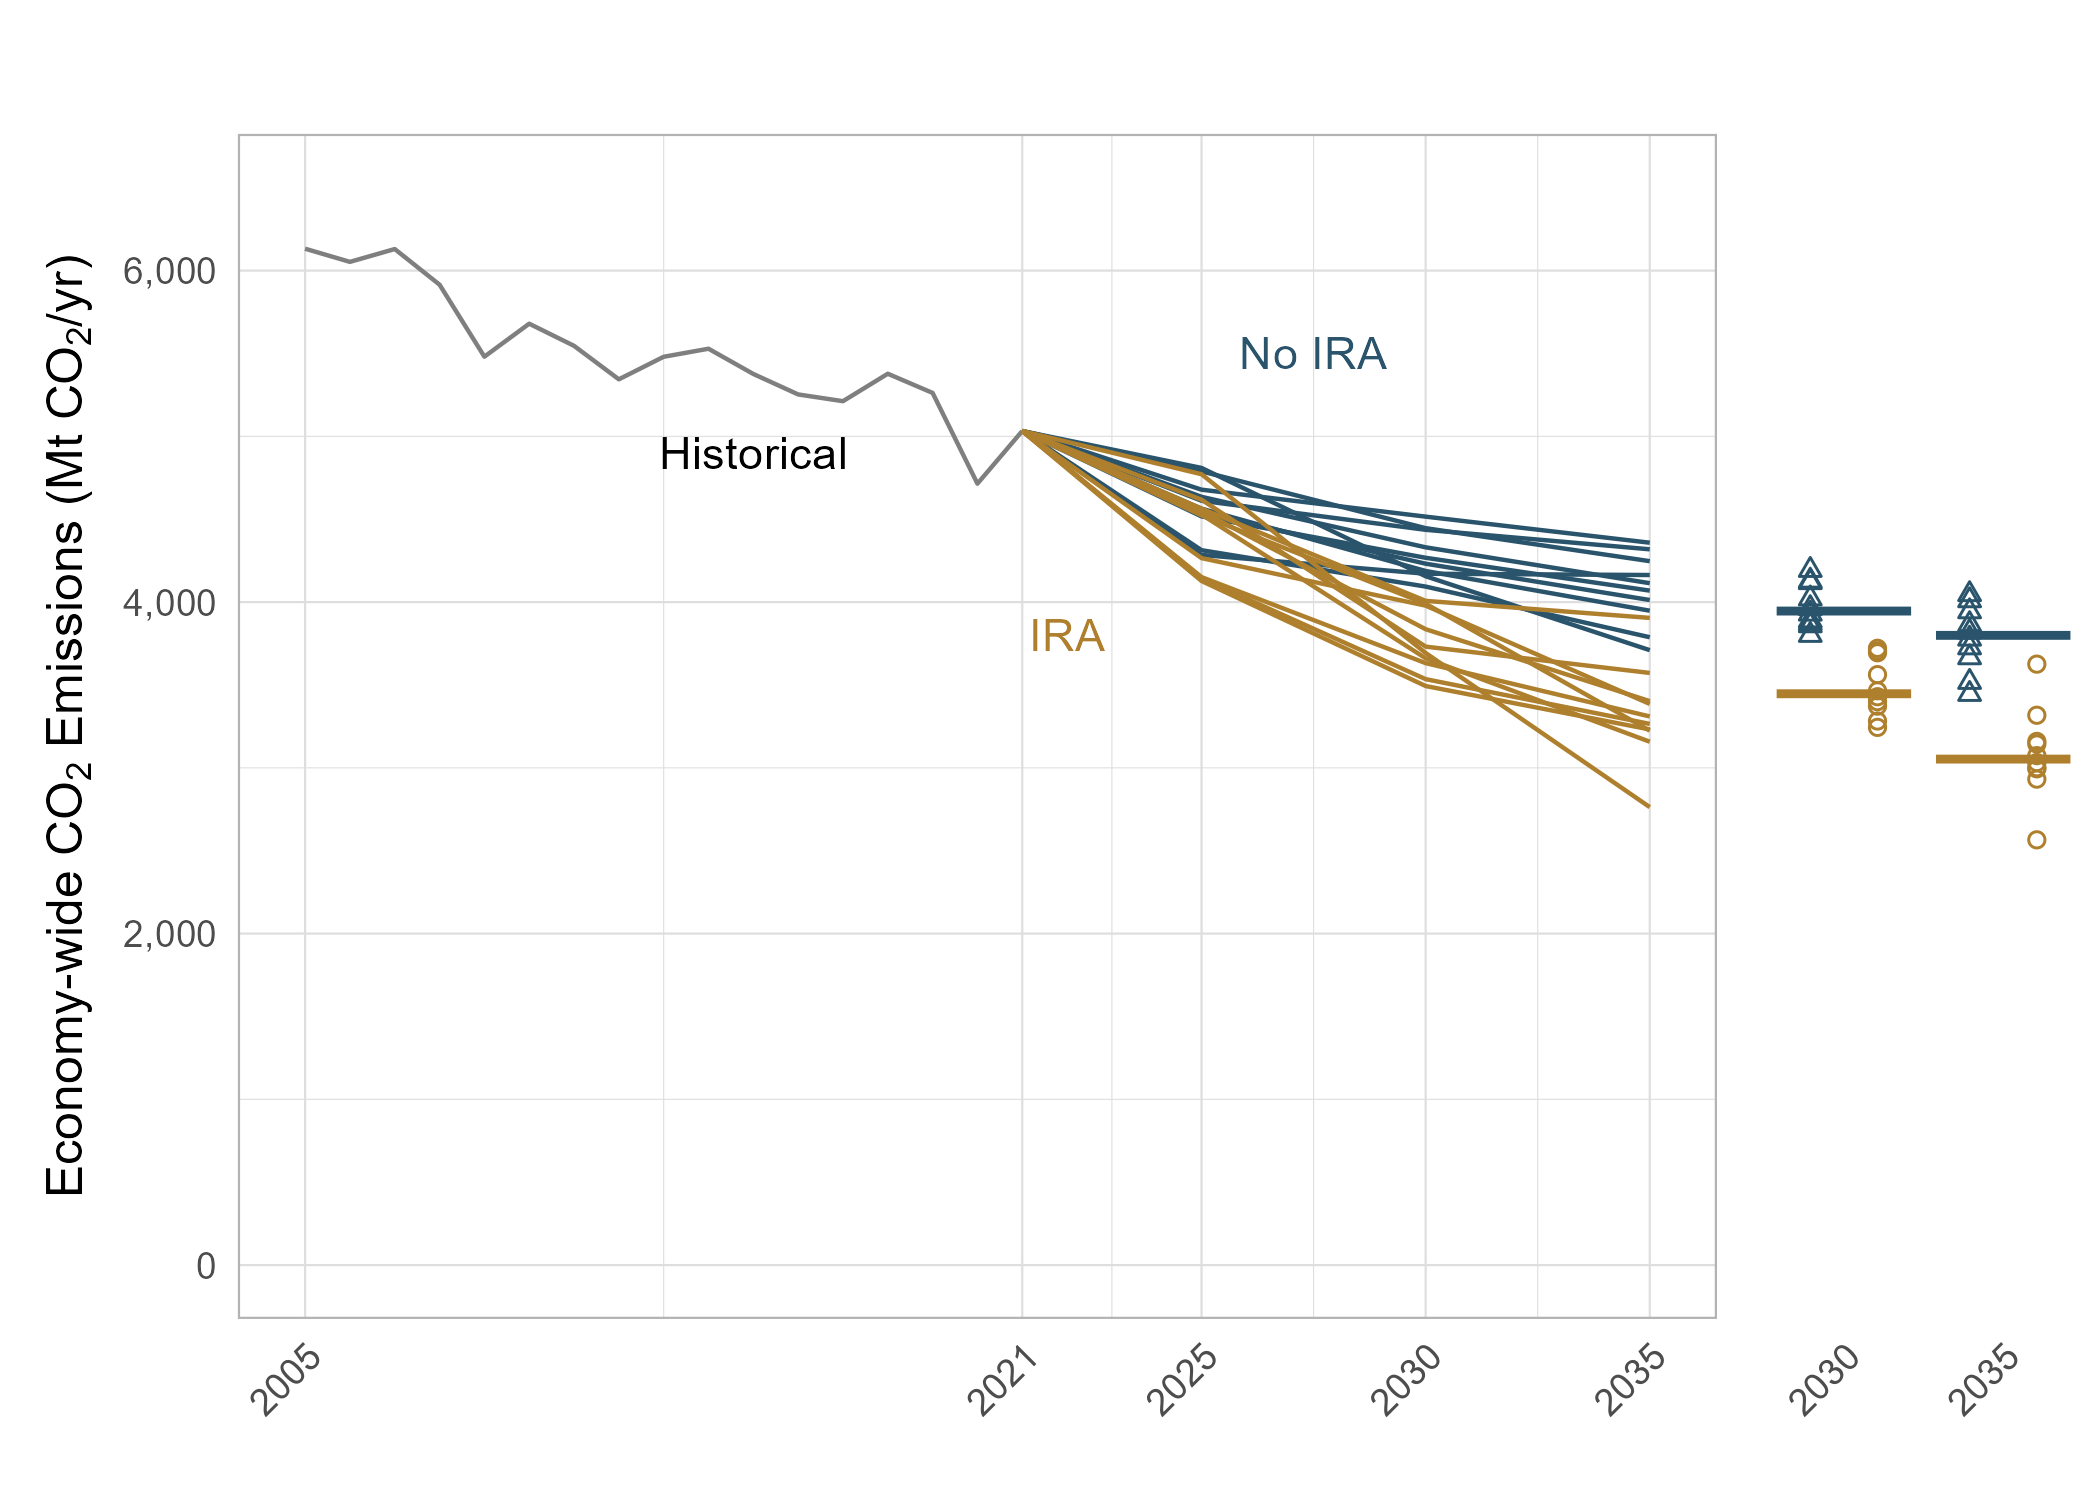 Economy-wide CO₂ Emissions (Mt CO₂/yr)
6,000
4,000
2,000
0
No IRA
Historical
IRA
2005
2021
2025
2030
2035
2030
2035